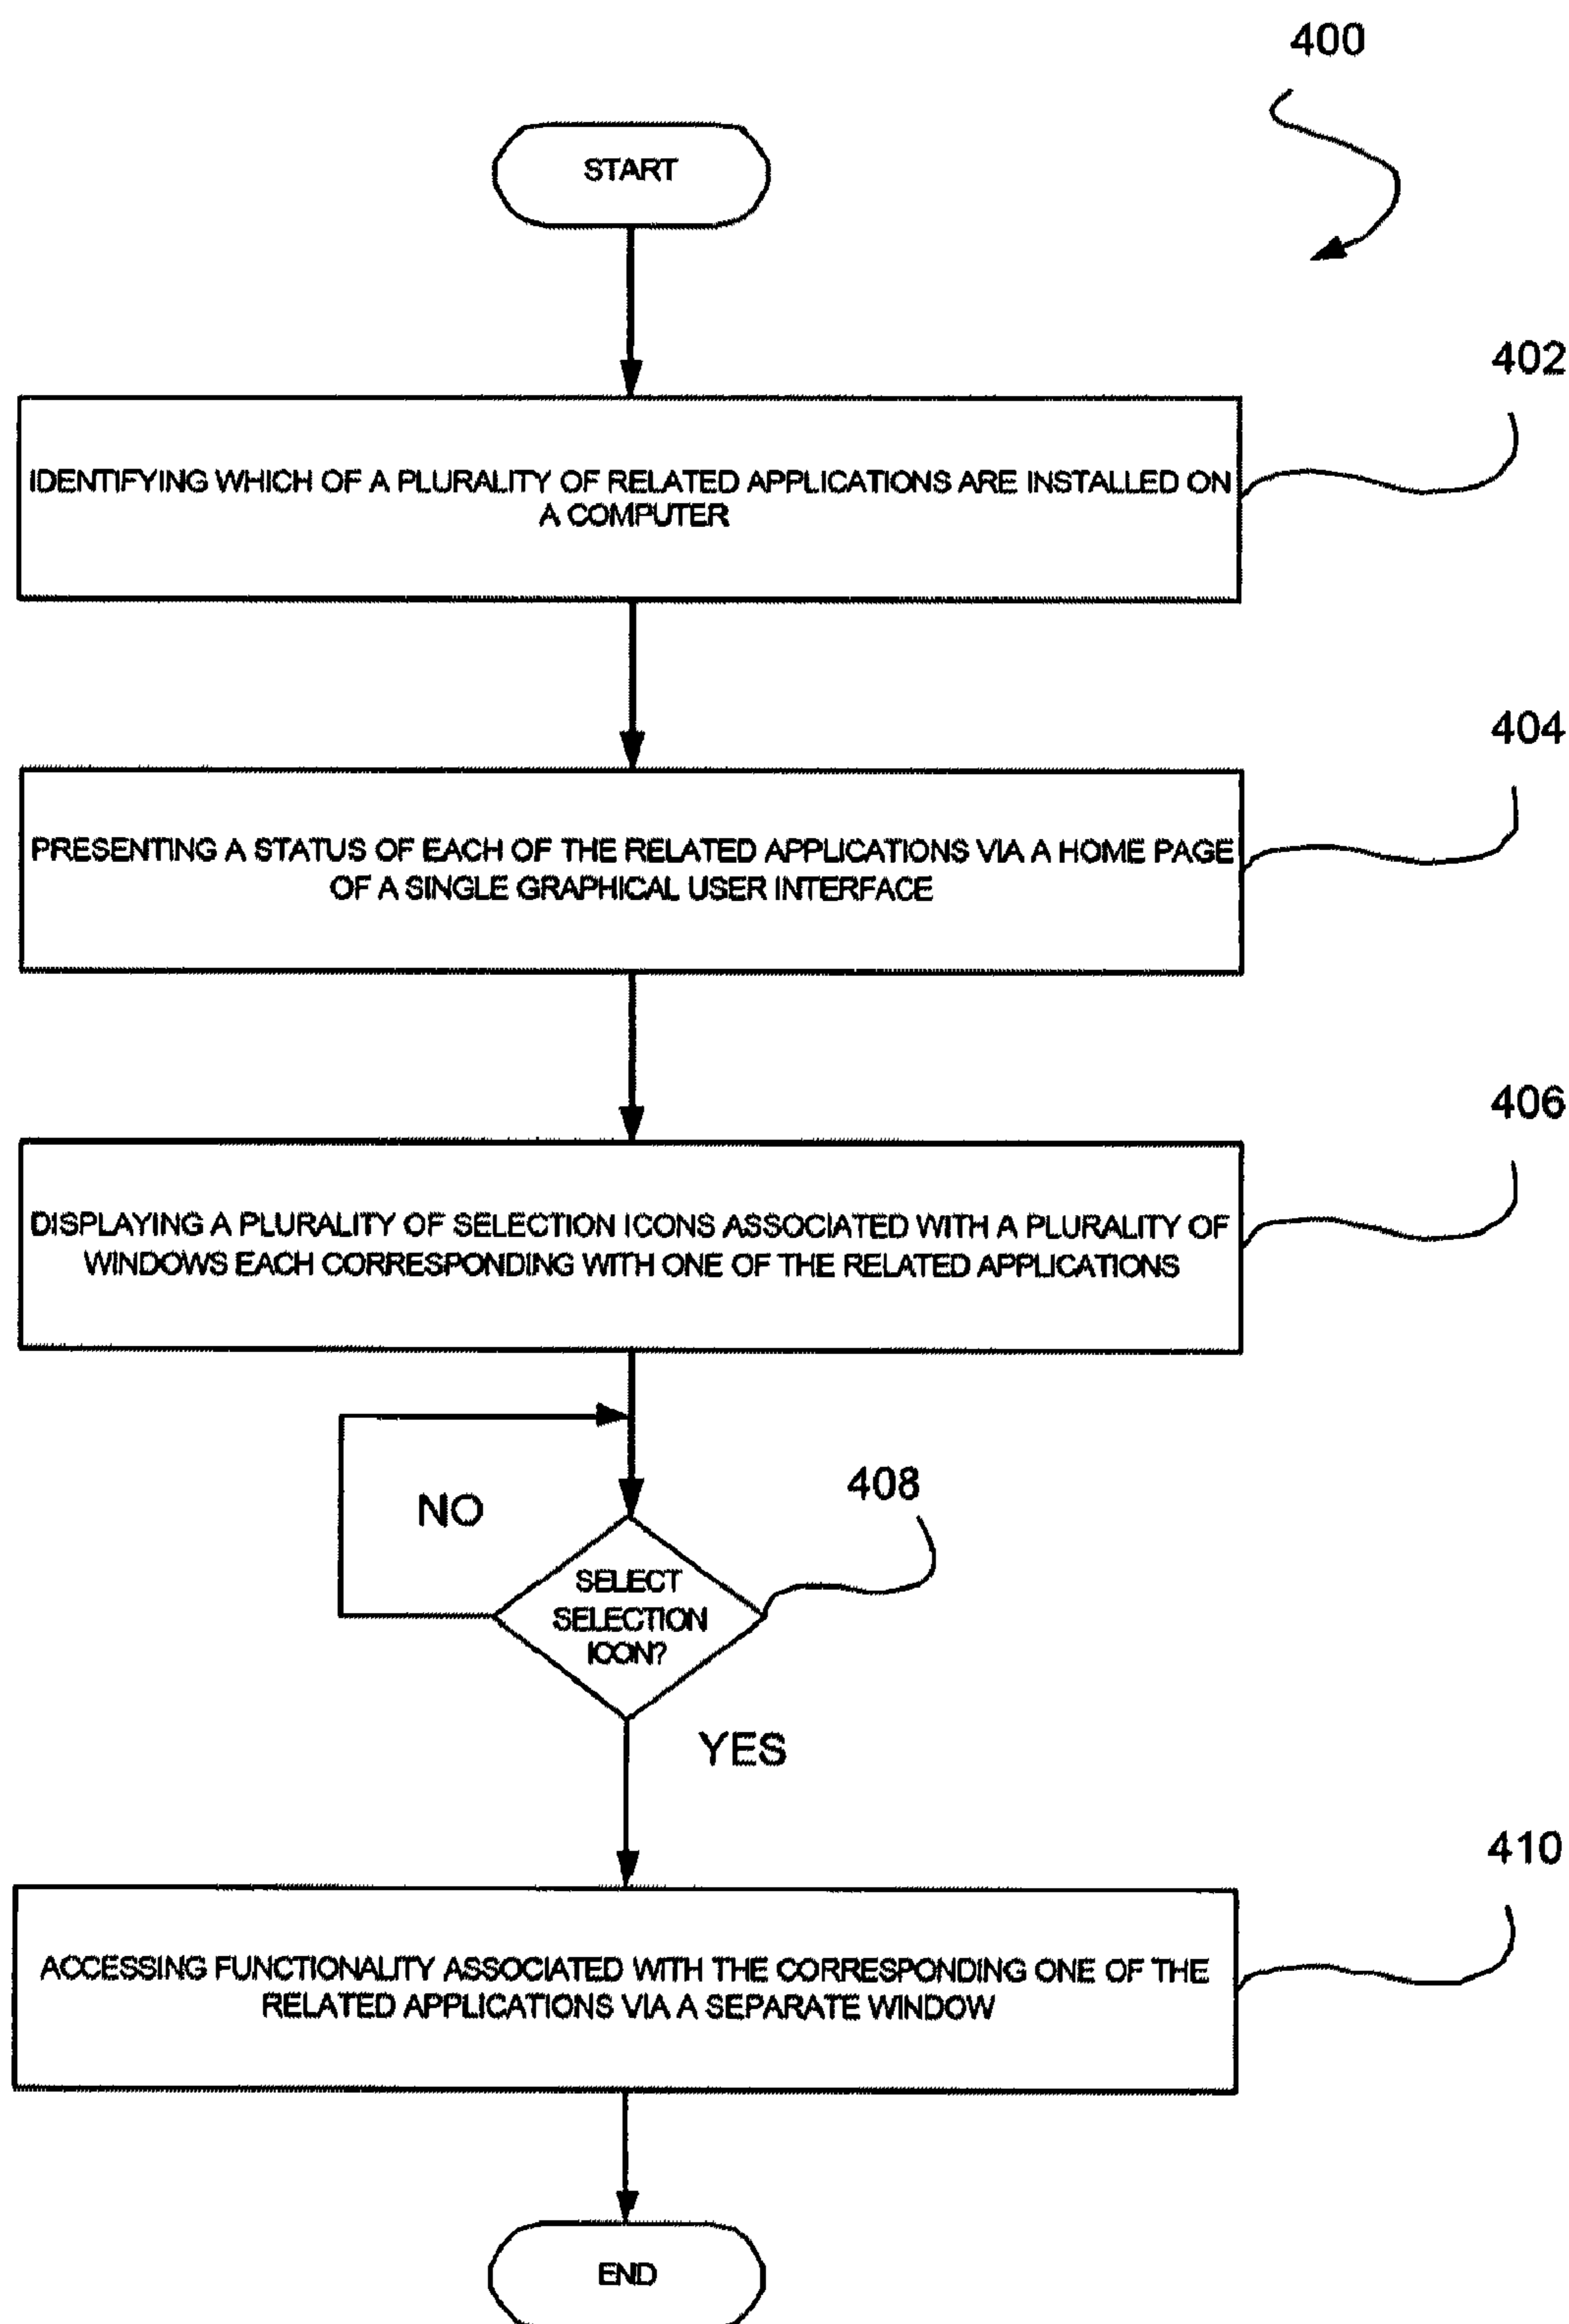 400
START
402
IDENTIFYING WHICH OF A PLURALITY OF RELATED APPLICATIONS ARE INSTALLED ON
A COMPUTER
404
PRESENTING A STATUS OF EACH OF THE RELATED APPLICATIONS VIA A HOME PAGE
OF A SINGLE GRAPHICAL USER INTERFACE
406
DISPLAYING A PLURALITY OF SELECTION ICONS ASSOCIATED WITH A PLURALITY OF
WINDOWS EACH CORRESPONDING WITH ONE OF THE RELATED APPLICATIONS
NO
408
SELECT
SELECTION
ICON?
YES
410
ACCESSING FUNCTIONALITY ASSOCIATED WITH THE CORRESPONDING ONE OF THE
RELATED APPLICATIONS VIA A SEPARATE WINDOW
END